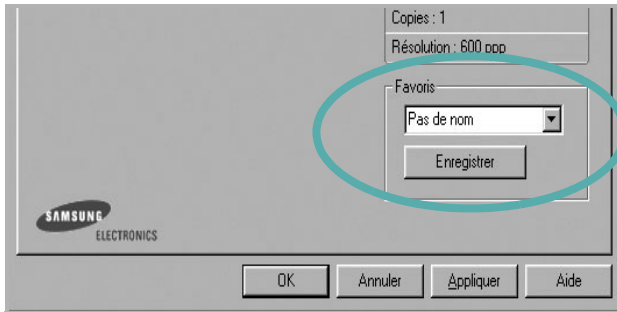 Copies : 1
Résolution : 600 ppp
Favoris
Pas de nom
Enregistrer
SAMSUNG
ELECTRONICS
OK Annuler Appliquer Aide